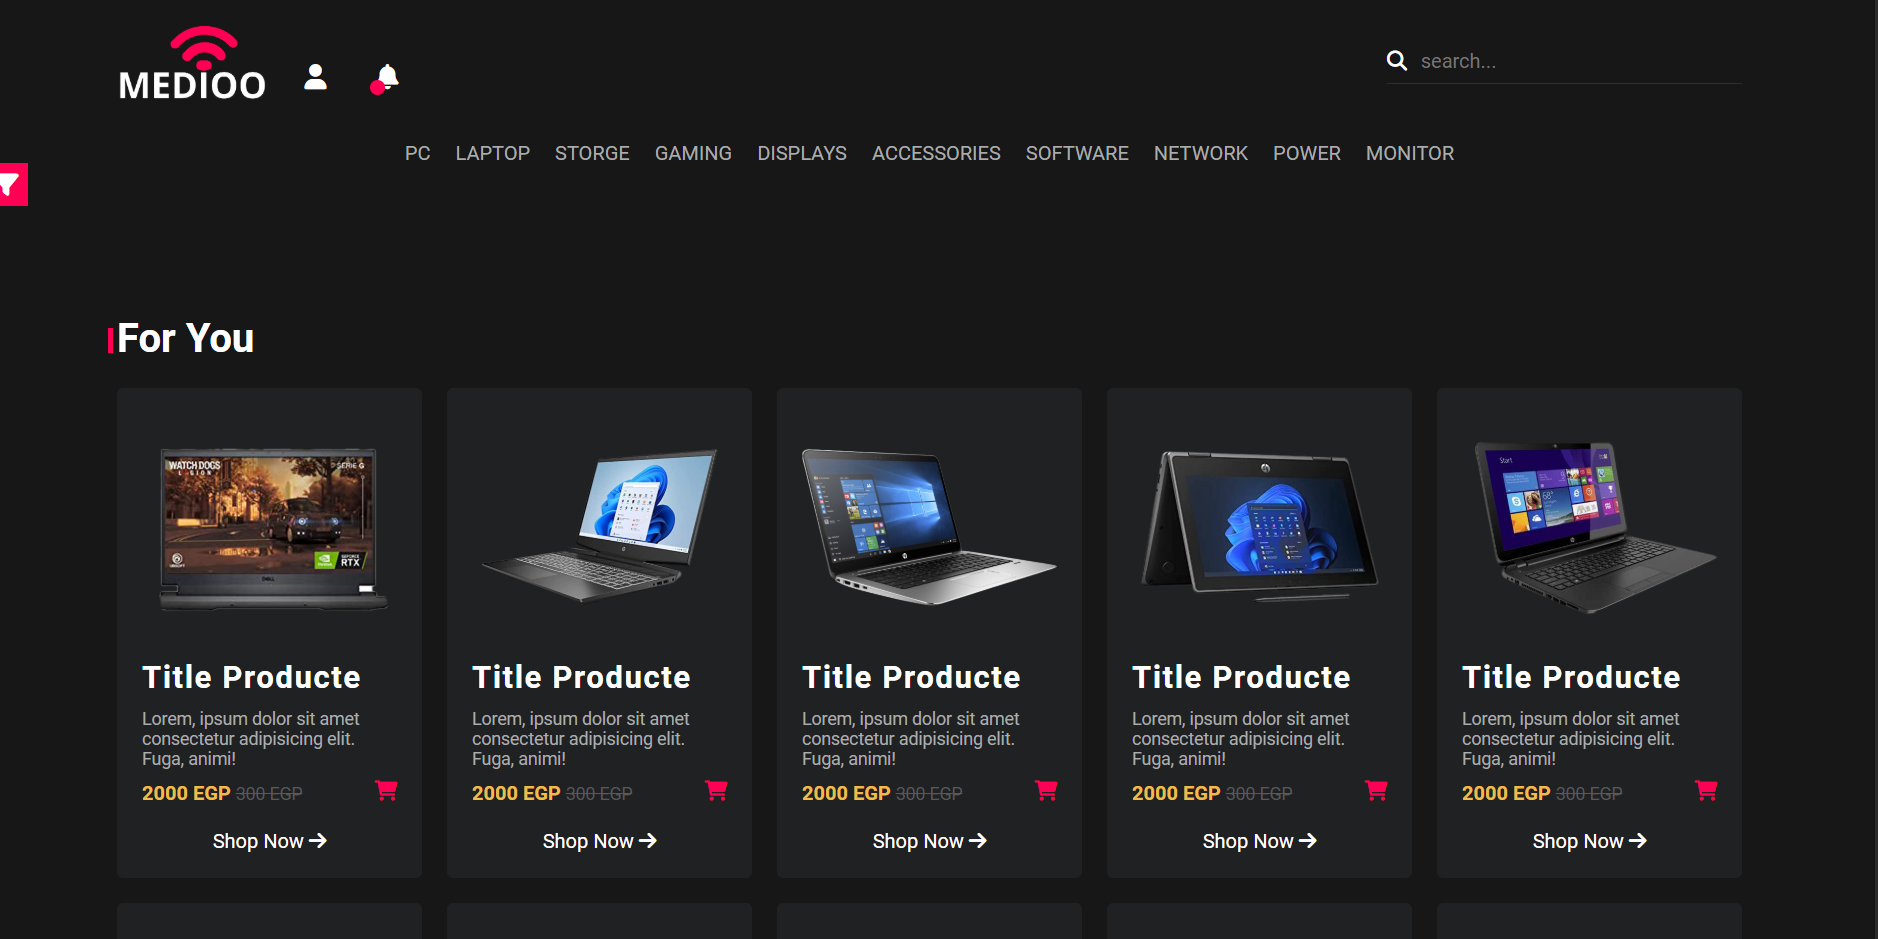 MEDIOO
search...
PC LAPTOP STORGE GAMING DISPLAYS ACCESSORIES SOFTWARE NETWORK POWER MONITOR
For You
WATCH DOGS
LEGION
SERIE G
UBISOFT
GEFORCE
RTX
DELL
Start
Title Producte
Lorem, ipsum dolor sit amet
consectetur adipisicing elit.
Fuga, animi!
2000 EGP 300 EGP
Shop Now
Title Producte
Lorem, ipsum dolor sit amet
consectetur adipisicing elit.
Fuga, animi!
2000 EGP 300 EGP
Shop Now
Title Producte
Lorem, ipsum dolor sit amet
consectetur adipisicing elit.
Fuga, animi!
2000 EGP 300 EGP
Shop Now
Title Producte
Lorem, ipsum dolor sit amet
consectetur adipisicing elit.
Fuga, animi!
2000 EGP 300 EGP
Shop Now
Title Producte
Lorem, ipsum dolor sit amet
consectetur adipisicing elit.
Fuga, animi!
2000 EGP 300 EGP
Shop Now